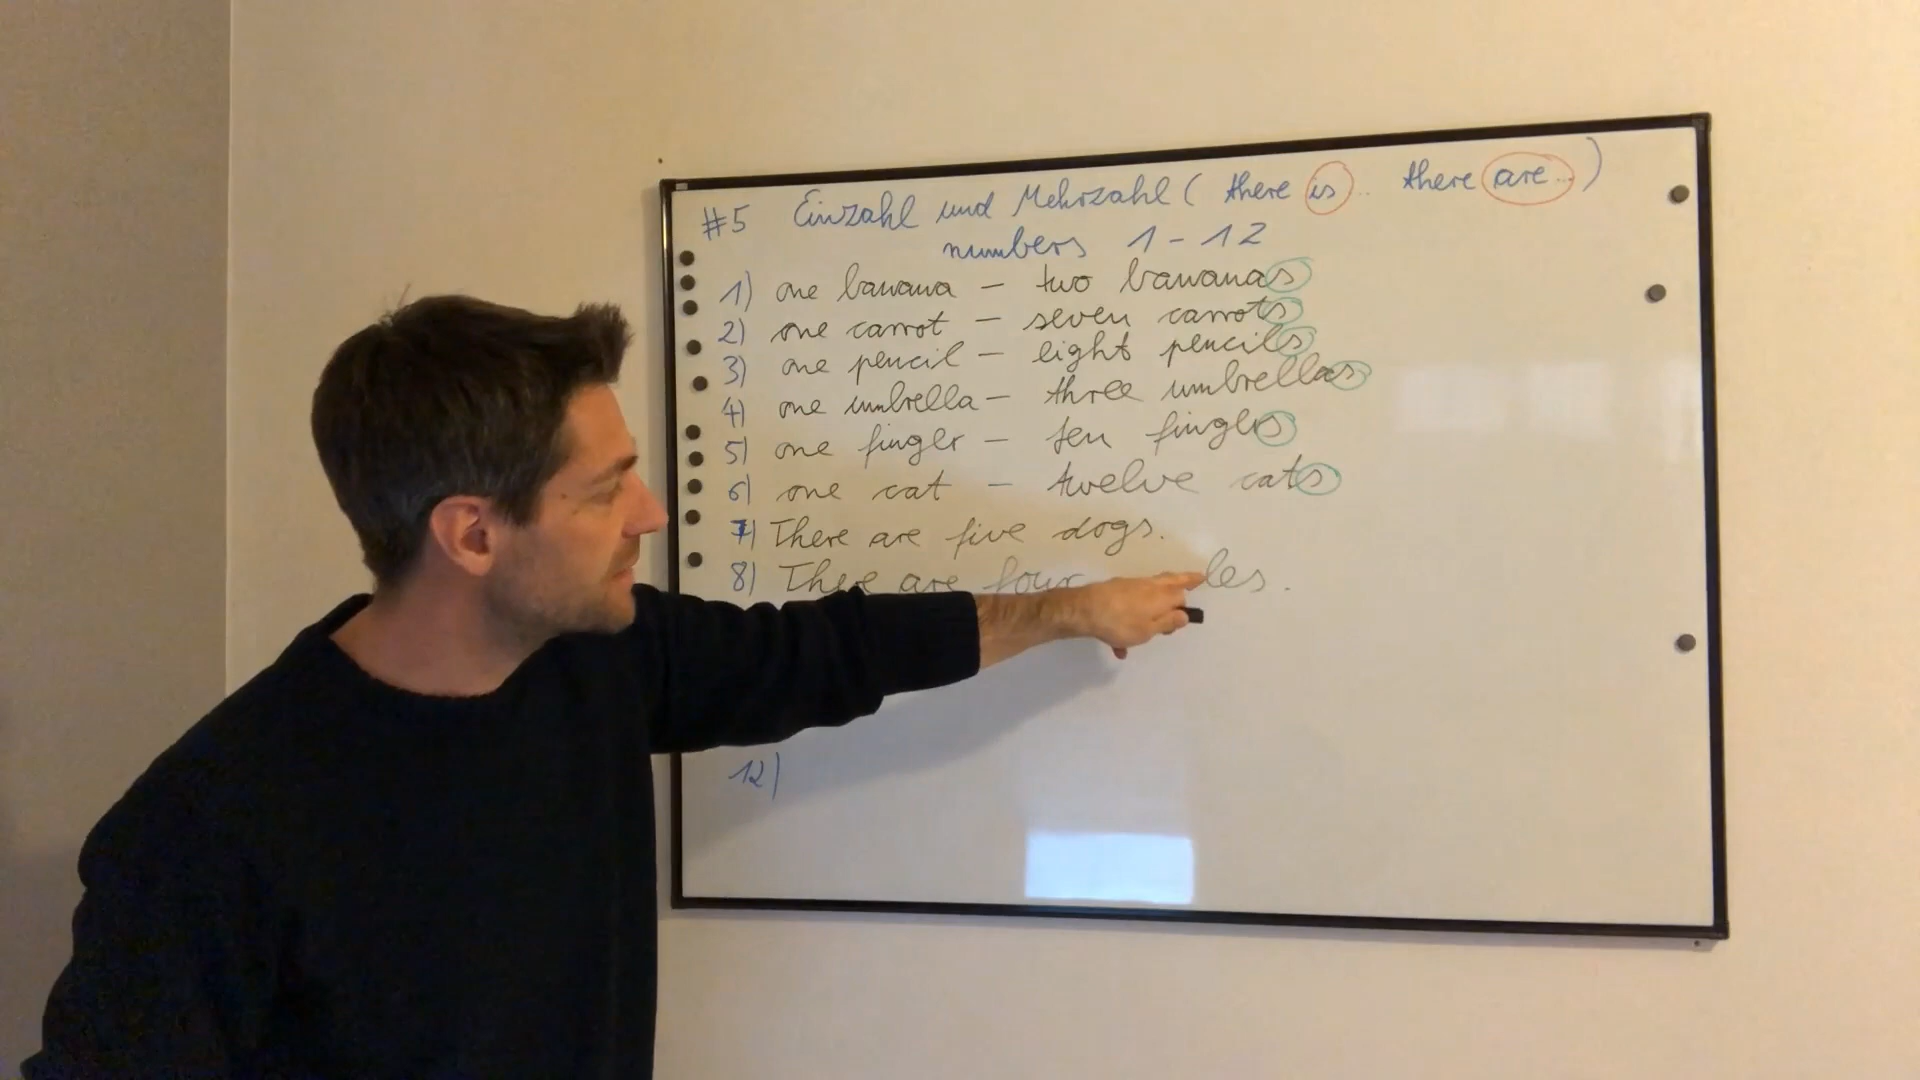 #5 Einzahl und Mehrzahl ( there is .. there are ... )
numbers 1 - 12
1) one banana - two bananas
2) one carrot - seven carrots
3) one pencil - eight pencils
4) one umbrella - three umbrellas
5) one finger - ten fingers
6) one cat - twelve cats
7) There are five dogs.
8) There are four
12)